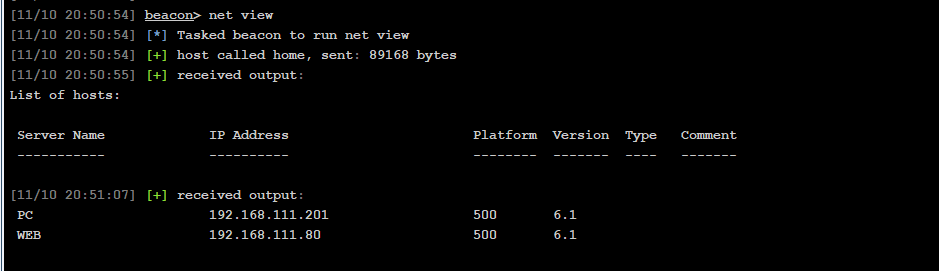 [11/10 20:50:54] beacon> net view
[11/10 20:50:54] [*] Tasked beacon to run net view
[11/10 20:50:54] [+] host called home, sent: 89168 bytes
[11/10 20:50:55] [+] received output:
List of hosts:
Server Name IP Address Platform Version Type Comment
----------- ---------- -------- ------- ---- -------
[11/10 20:51:07] [+] received output:
PC 192.168.111.201 500 6.1
WEB 192.168.111.80 500 6.1